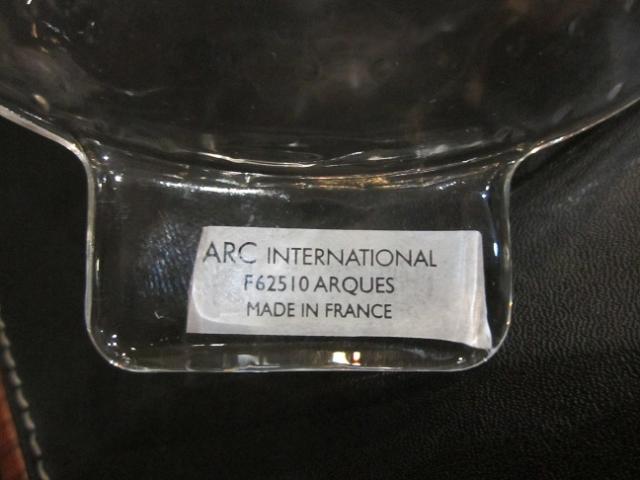 ARC INTERNATIONAL
F62510 ARQUES
MADE IN FRANCE